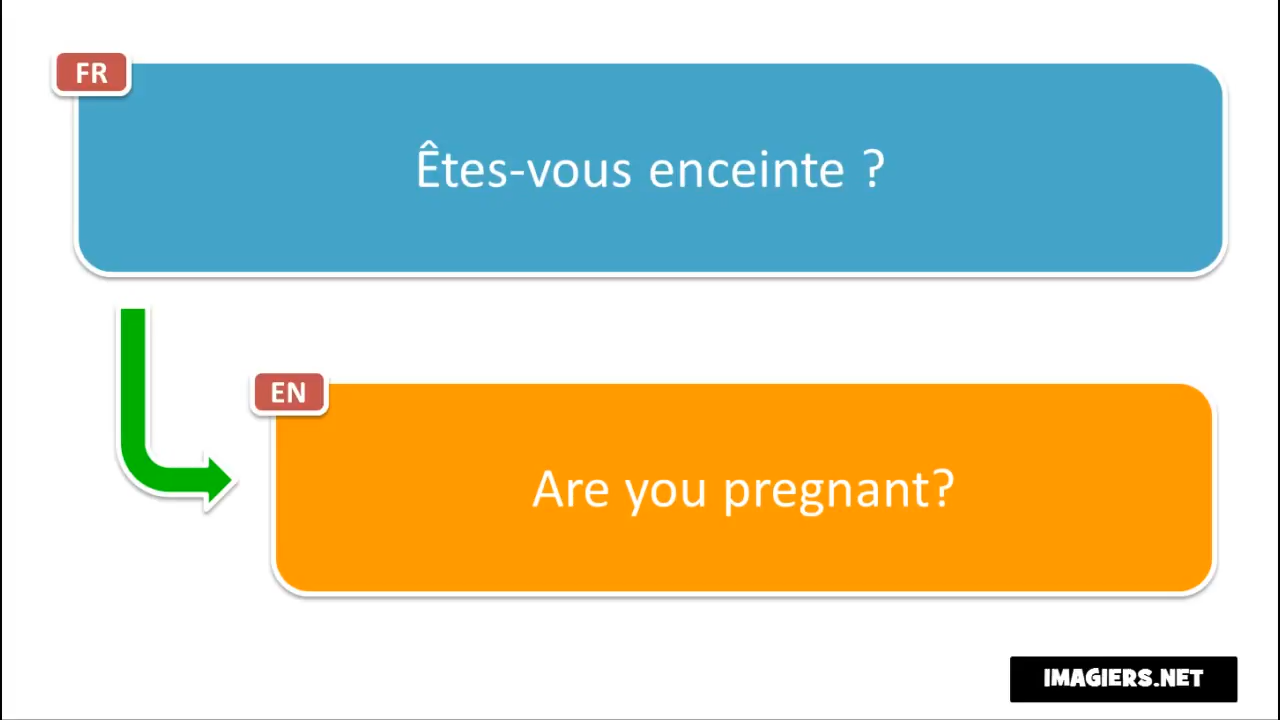 FR
Êtes-vous enceinte ?
EN
Are you pregnant?
IMAGIERS.NET